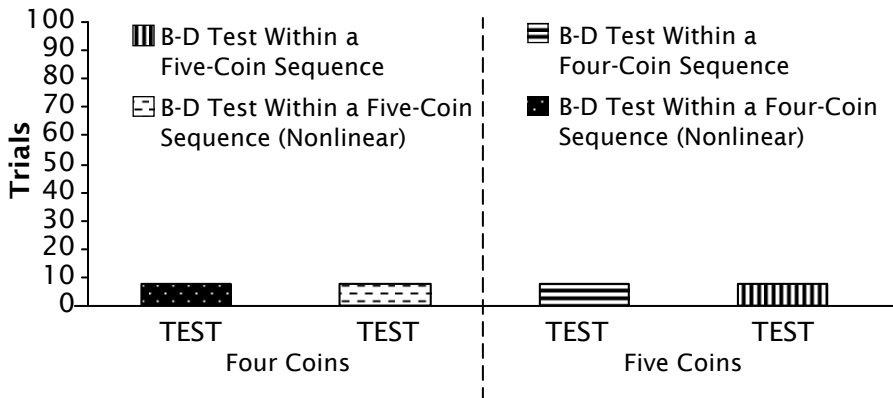 100
90
80
70
60
50
40
30
20
10
0
Trials
B-D Test Within a
Five-Coin Sequence
B-D Test Within a Five-Coin
Sequence (Nonlinear)
B-D Test Within a
Four-Coin Sequence
B-D Test Within a Four-Coin
Sequence (Nonlinear)
TEST TEST TEST TEST
Four Coins Five Coins